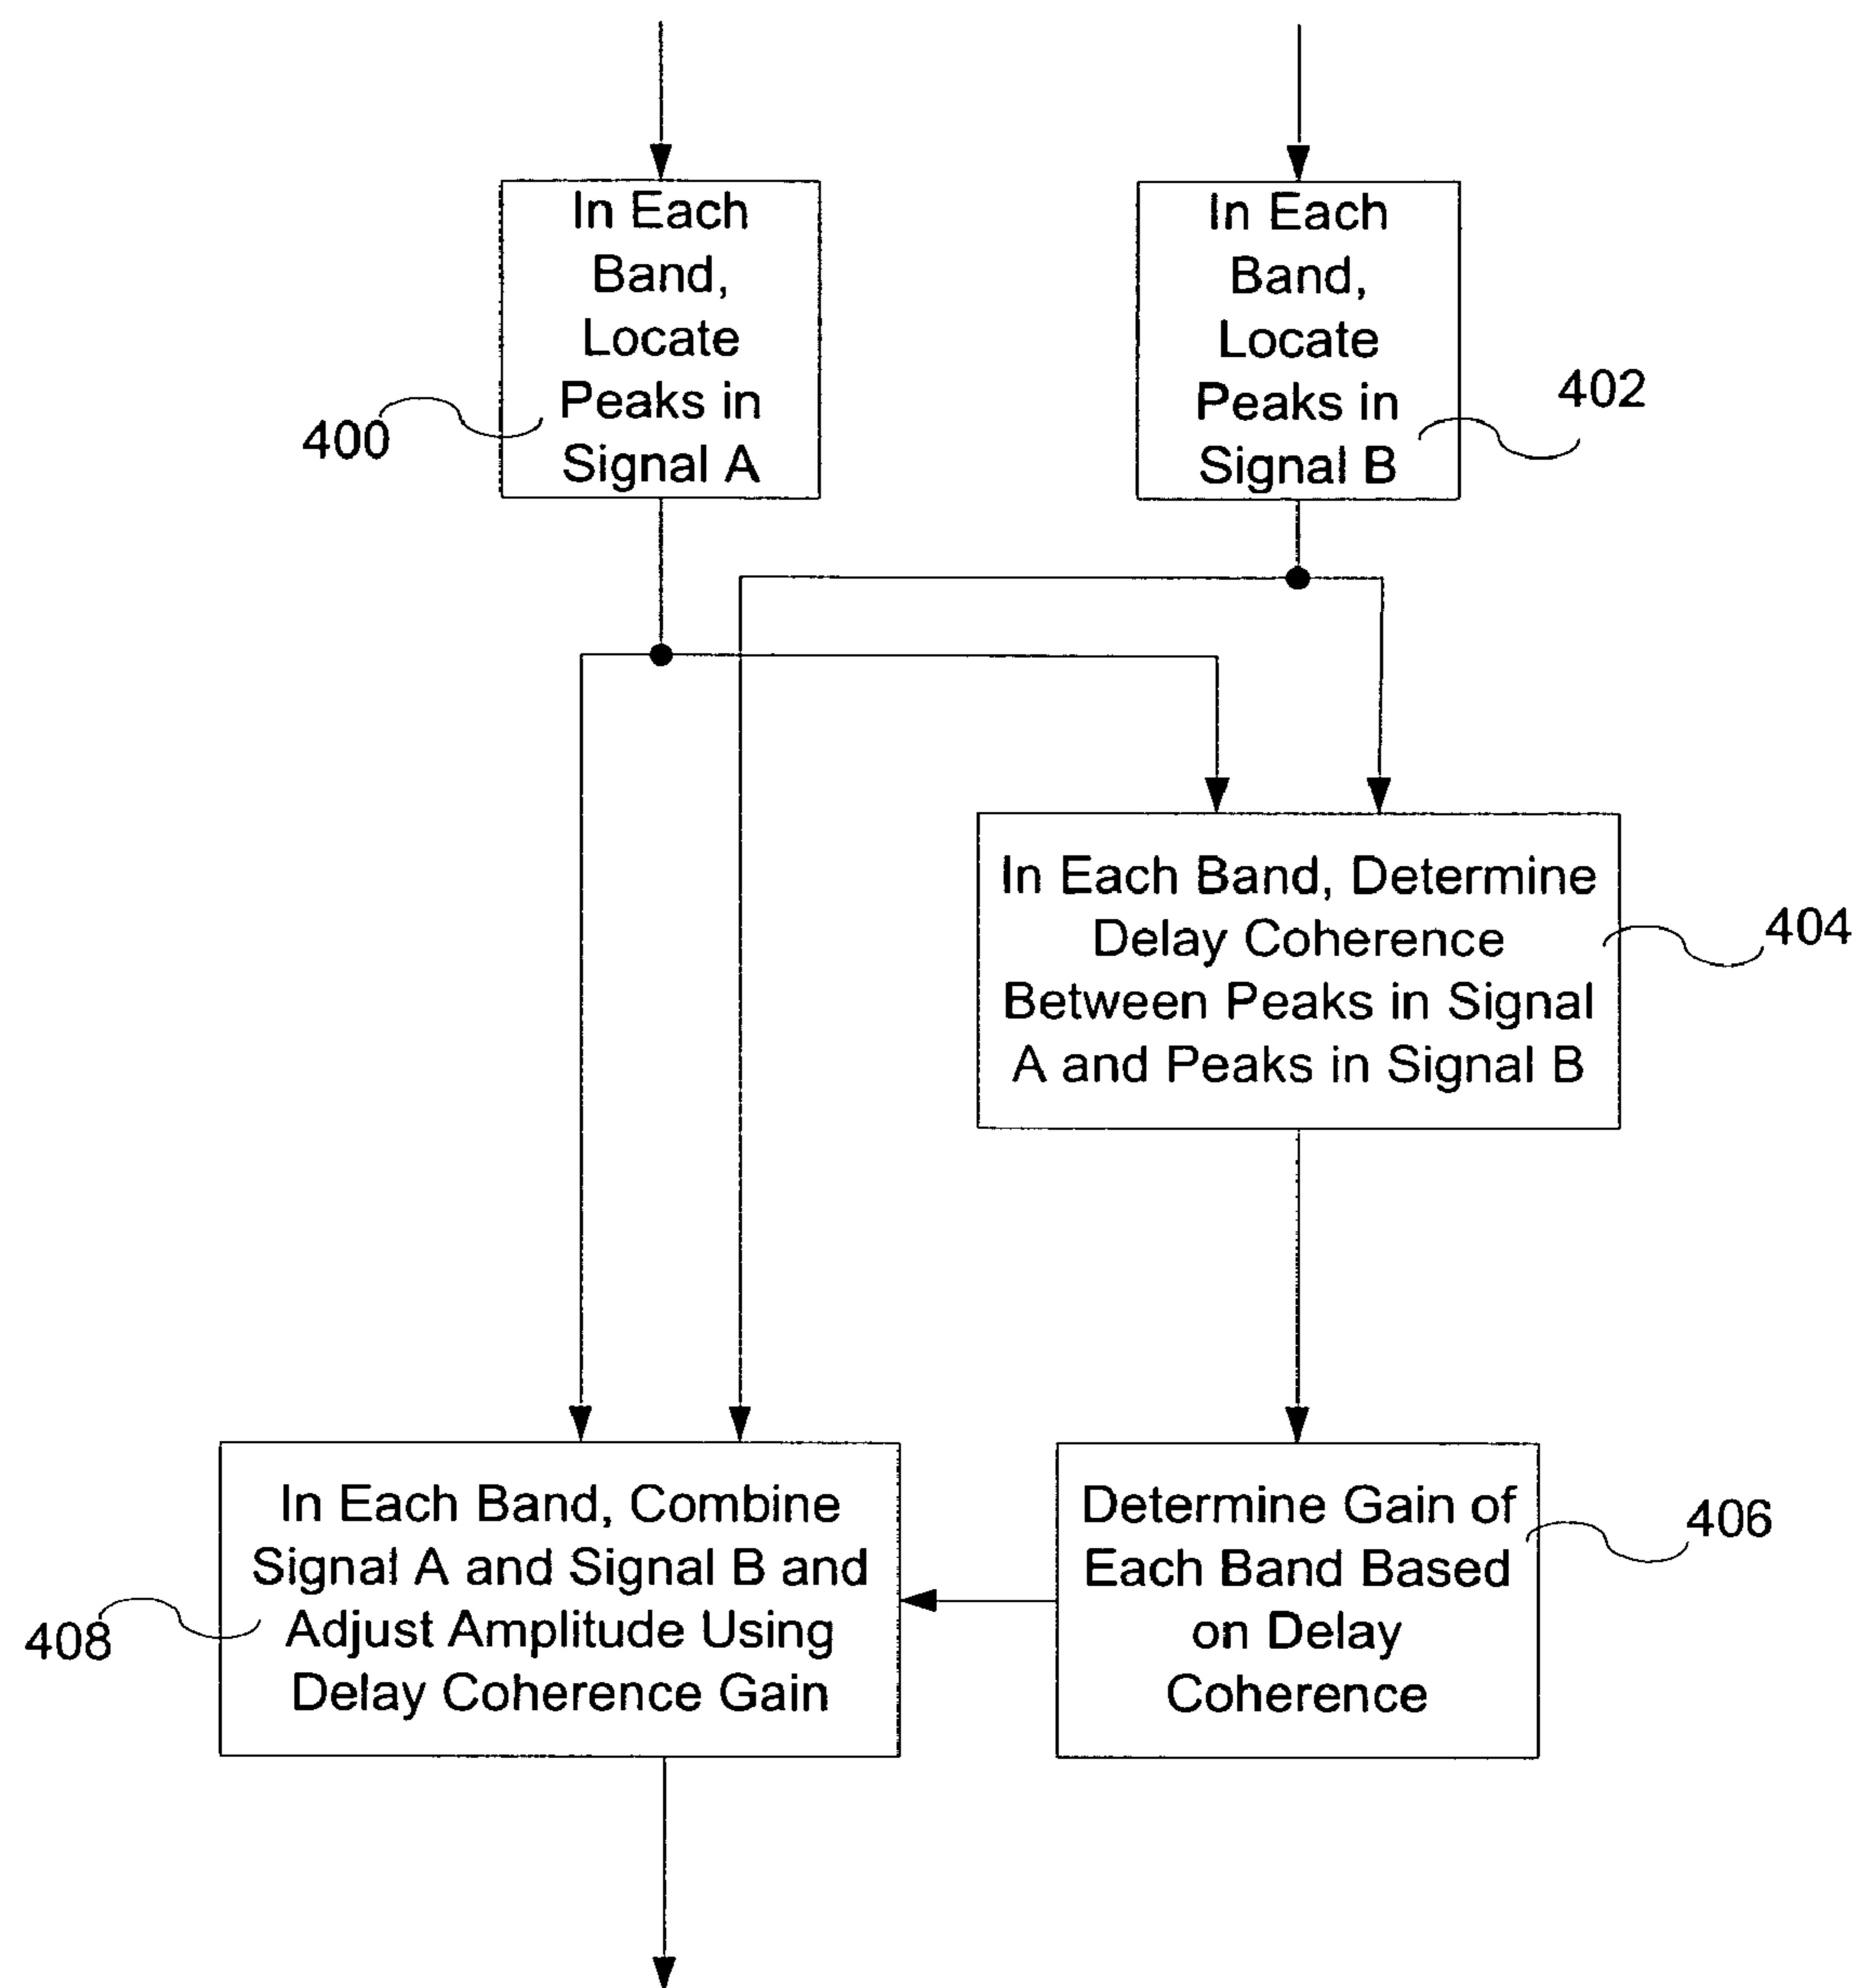 In Each
Band,
Locate
Peaks in
Signal A
400
In Each
Band,
Locate
Peaks in
Signal B
402
In Each Band, Determine
Delay Coherence
Between Peaks in Signal
A and Peaks in Signal B
404
In Each Band, Combine
Signal A and Signal B and
Adjust Amplitude Using
Delay Coherence Gain
408
Determine Gain of
Each Band Based
on Delay
Coherence
406